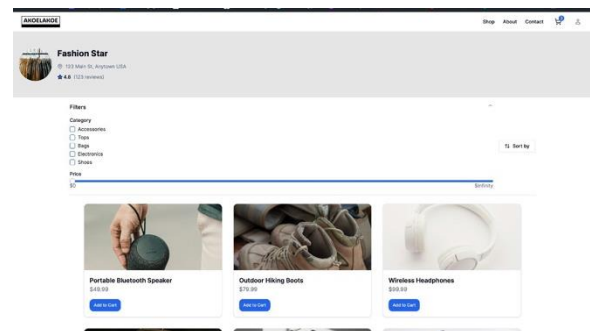 AKOELAKOE
Shop About Contact
Fashion Star
123 Main St, Anytown USA
4.8 (123 reviews)
Filters
Category
Accessories
Tops
Bags
Electronics
Shoes
Sort by
Price
$0 $Infinity
Portable Bluetooth Speaker
$49.99
Add to Cart
Outdoor Hiking Boots
$79.99
Add to Cart
Wireless Headphones
$99.99
Add to Cart